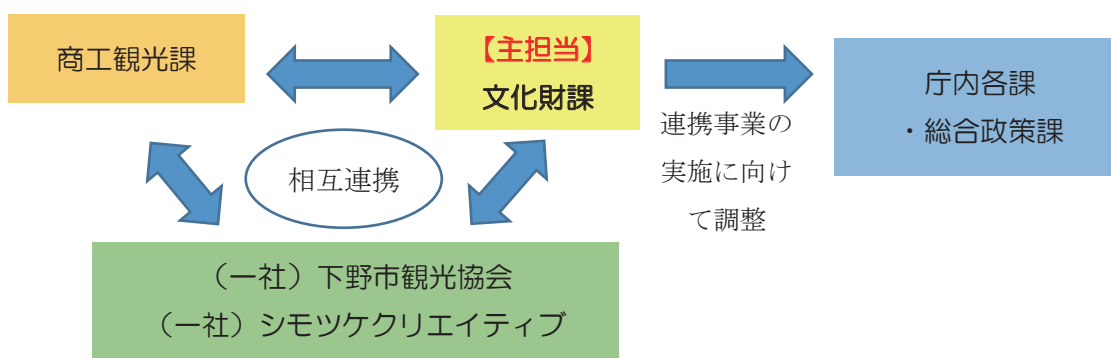 商工観光課
【主担当】
文化財課
連携事業の
実施に向け
て調整
庁内各課
・総合政策課
相互連携
（一社）下野市観光協会
（一社）シモツケクリエイティブ